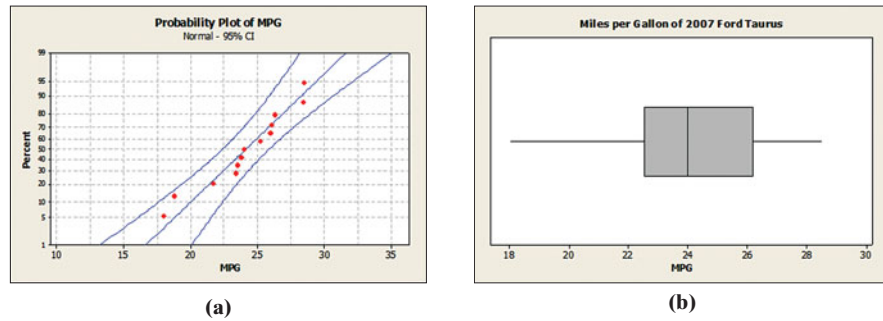 Probability Plot of MPG
Normal - 95% CI
Percent
99
95
90
80
70
60
50
40
30
20
10
5
1
10 15 20 25 30 35
MPG
(a)
Miles per Gallon of 2007 Ford Taurus
18 20 22 24 26 28 30
MPG
(b)